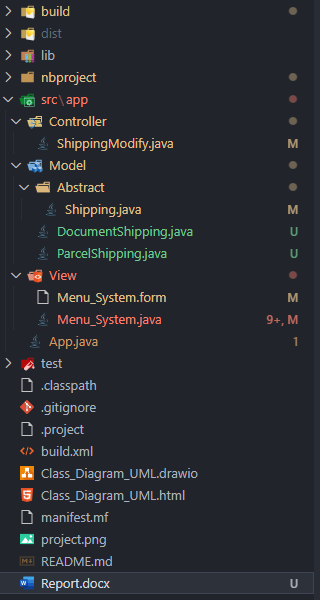 build
dist
lib
nbproject
src\app
Controller
ShippingModify.java M
Model
Abstract
Shipping.java M
DocumentShipping.java U
ParcelShipping.java U
View
Menu_System.form M
Menu_System.java 9+, M
App.java 1
test
.classpath
.gitignore
.project
build.xml
Class_Diagram_UML.drawio
Class_Diagram_UML.html
manifest.mf
project.png
README.md
Report.docx U